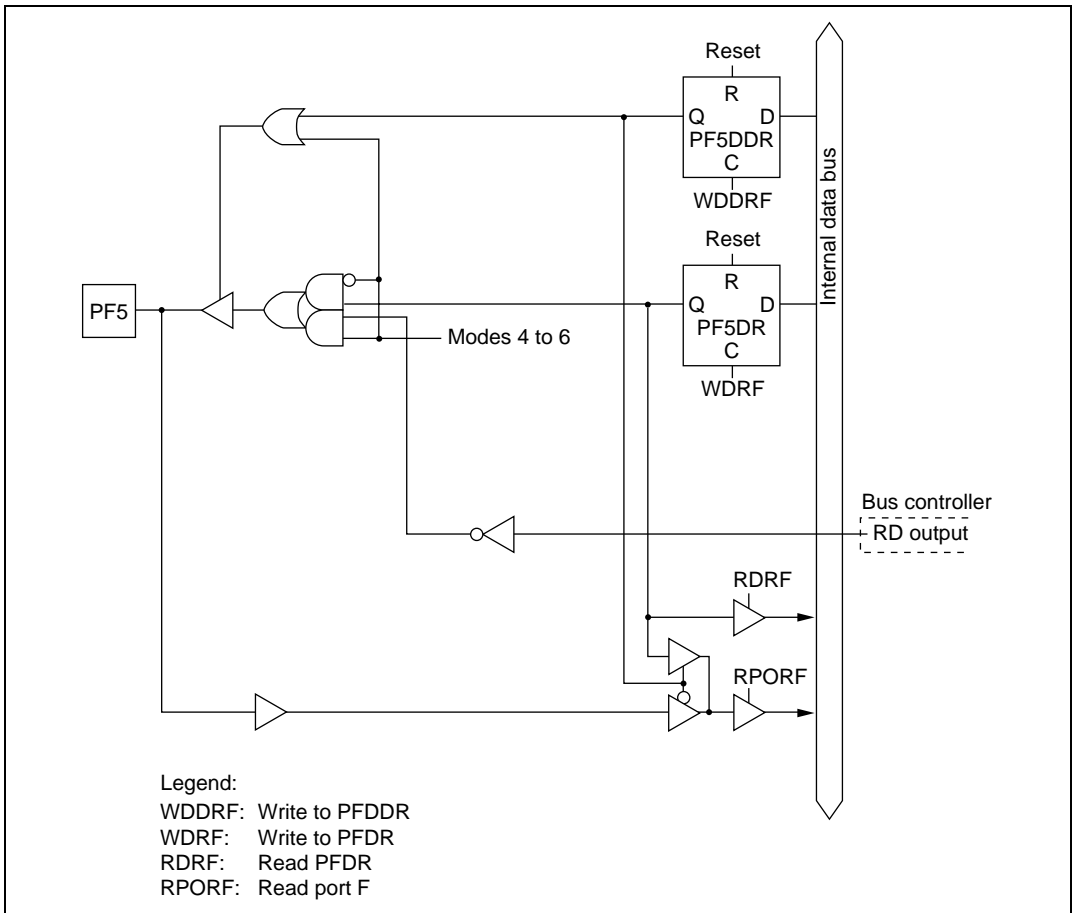 Reset
R
Q D
PF5DDR
C
WDDRF
Reset
R
Q D
PF5DR
C
WDRF
Internal data bus
PF5
Modes 4 to 6
Bus controller
RD output
RDRF
RPORF
Legend:
WDDRF: Write to PFDDR
WDRF: Write to PFDR
RDRF: Read PFDR
RPORF: Read port F